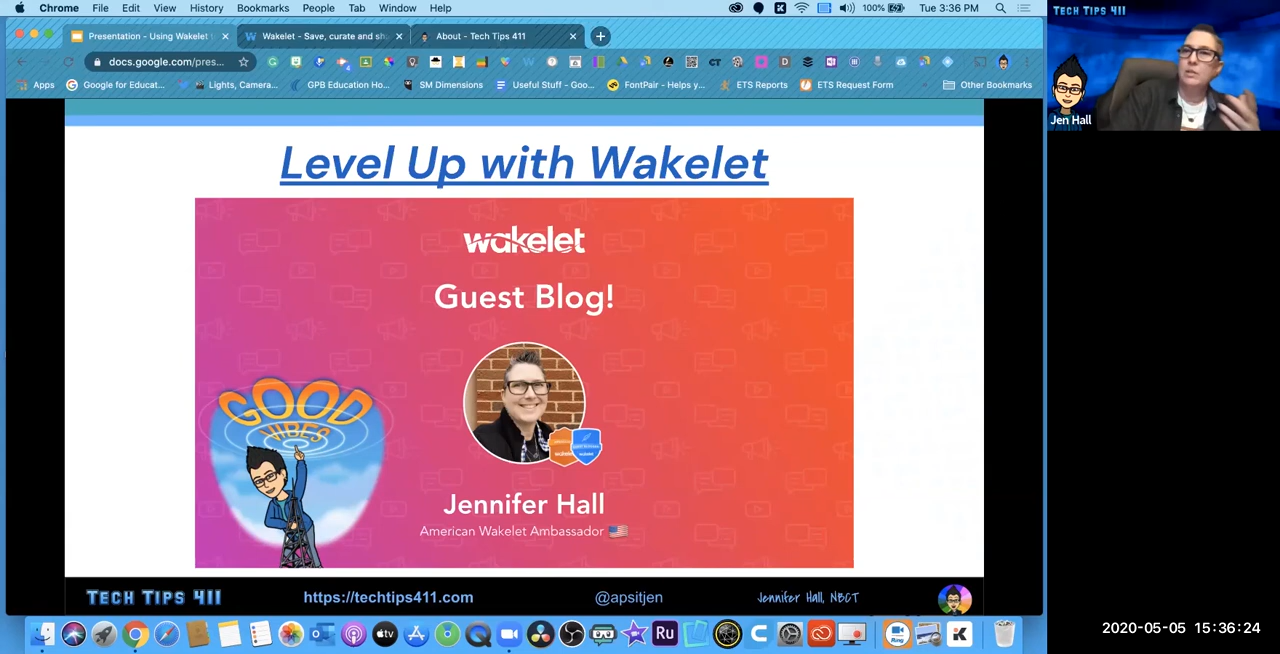 Chrome File Edit View History Bookmarks People Tab Window Help 100% Tue 3:36 PM
Presentation - Using Wakelet
Wakelet - Save, curate and sh
About - Tech Tips 411
docs.google.com/pres...
Apps Google for Educat... Lights, Camera... GPB Education Ho... SM Dimensions Useful Stuff - Goo... FontPair - Helps y... ETS Reports ETS Request Form Other Bookmarks
TECH TIPS 411
Jen Hall
Level Up with Wakelet
wakelet
Guest Blog!
GOOD
VIBES
Jennifer Hall
American Wakelet Ambassador
TECH TIPS 411 https://techtips411.com @apsitjen Jennifer Hall, NBCT
Ru
Ring
2020-05-05 15:36:24